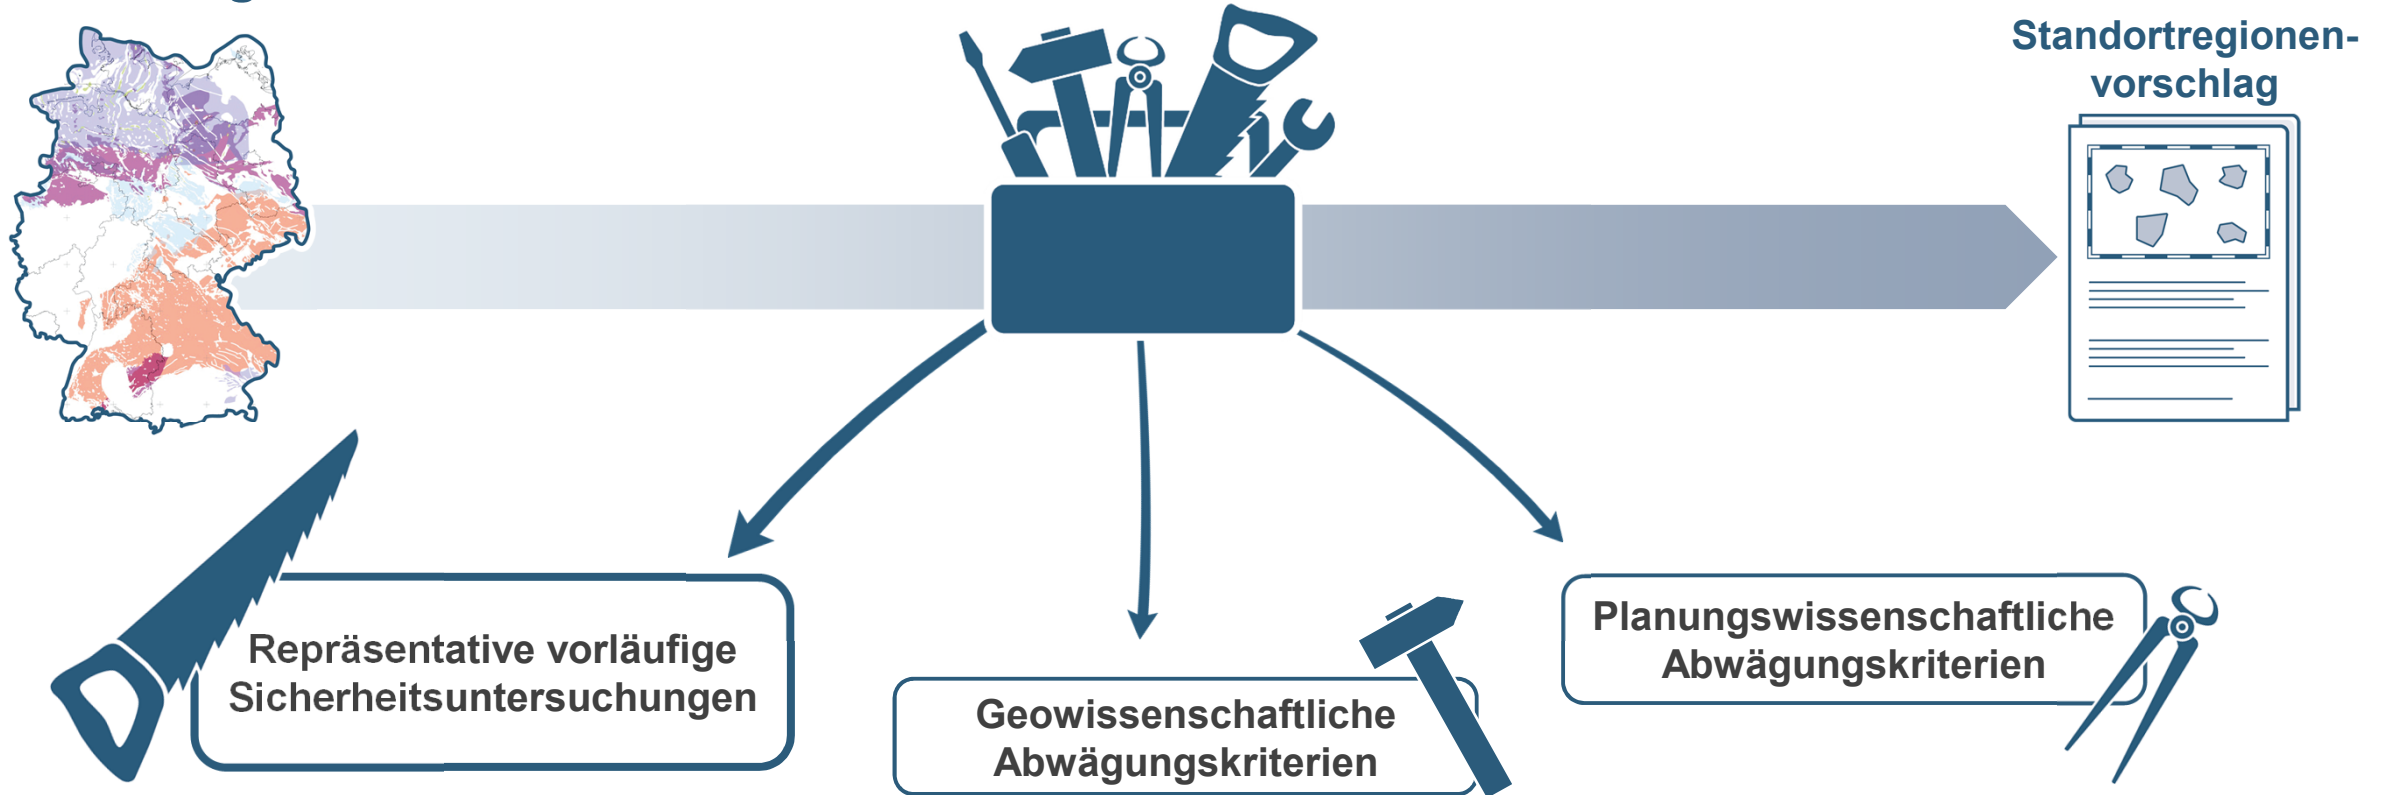 Standortregionen-
vorschlag
Repräsentative vorläufige
Sicherheitsuntersuchungen
Geowissenschaftliche
Abwägungskriterien
Planungswissenschaftliche
Abwägungskriterien